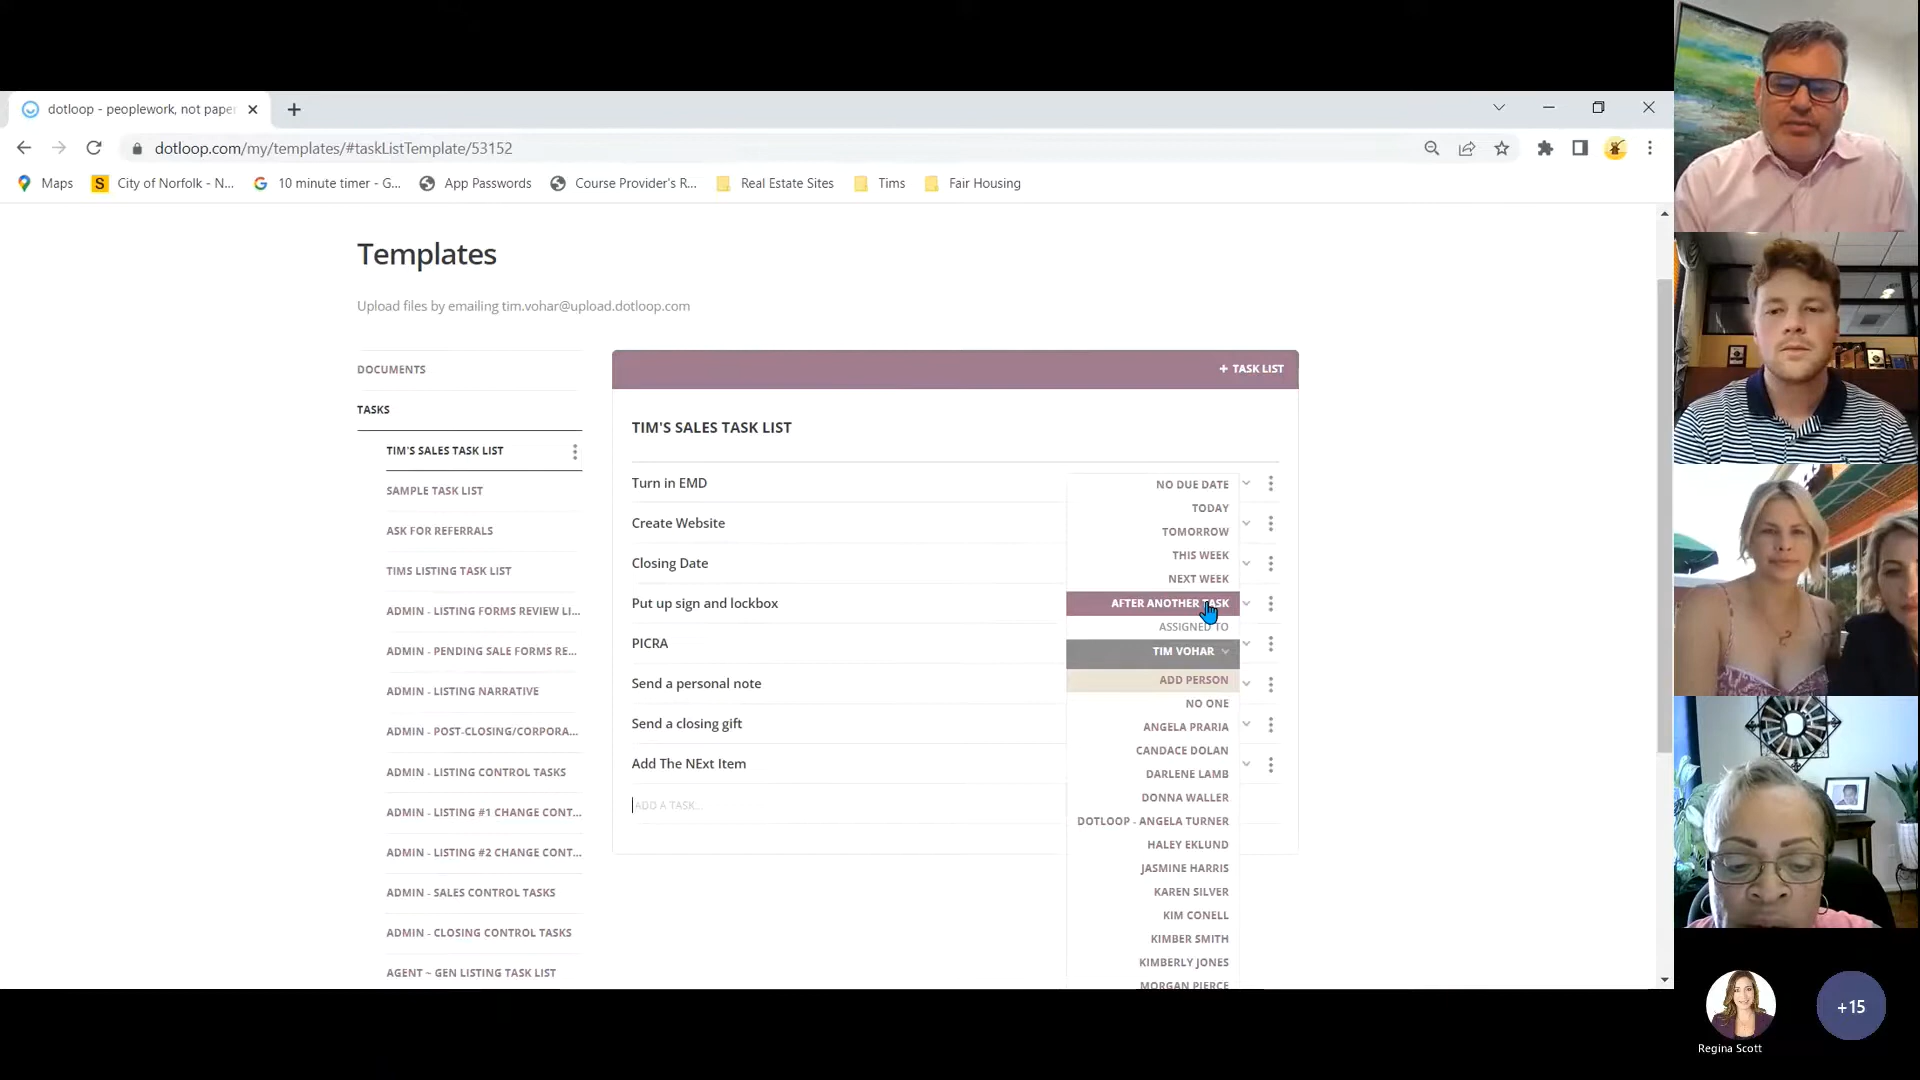 dotloop - peoplework, not pape
dotloop.com/my/templates/#taskListTemplate/53152
Maps
S City of Norfolk - N...
G 10 minute timer - G...
App Passwords
Course Provider's R...
Real Estate Sites
Tims
Fair Housing
Templates
Upload files by emailing tim.vohar@upload.dotloop.com
DOCUMENTS
TASKS
TIM'S SALES TASK LIST
SAMPLE TASK LIST
ASK FOR REFERRALS
TIMS LISTING TASK LIST
ADMIN - LISTING FORMS REVIEW LI...
ADMIN - PENDING SALE FORMS RE...
ADMIN - LISTING NARRATIVE
ADMIN - POST-CLOSING/CORPORA...
ADMIN - LISTING CONTROL TASKS
ADMIN - LISTING #1 CHANGE CONT...
ADMIN - LISTING #2 CHANGE CONT...
ADMIN - SALES CONTROL TASKS
ADMIN - CLOSING CONTROL TASKS
AGENT ~ GEN LISTING TASK LIST
+ TASK LIST
TIM'S SALES TASK LIST
Turn in EMD
Create Website
Closing Date
Put up sign and lockbox
PICRA
Send a personal note
Send a closing gift
Add The NExt Item
ADD A TASK...
NO DUE DATE
TODAY
TOMORROW
THIS WEEK
NEXT WEEK
AFTER ANOTHER TASK
ASSIGNED TO
TIM VOHAR
ADD PERSON
NO ONE
ANGELA PRARIA
CANDACE DOLAN
DARLENE LAMB
DONNA WALLER
DOTLOOP - ANGELA TURNER
HALEY EKLUND
JASMINE HARRIS
KAREN SILVER
KIM CONELL
KIMBER SMITH
KIMBERLY JONES
MORGAN PIERCE
Regina Scott
+15